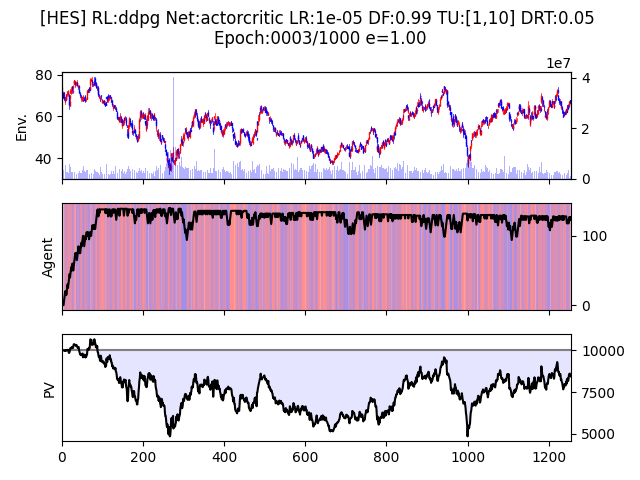 [HES] RL:ddpg Net:actorcritic LR:1e-05 DF:0.99 TU:[1,10] DRT:0.05
Epoch:0003/1000 e=1.00
1e7
80
60
40
Env.
4
2
0
Agent
100
0
PV
10000
7500
5000
0 200 400 600 800 1000 1200